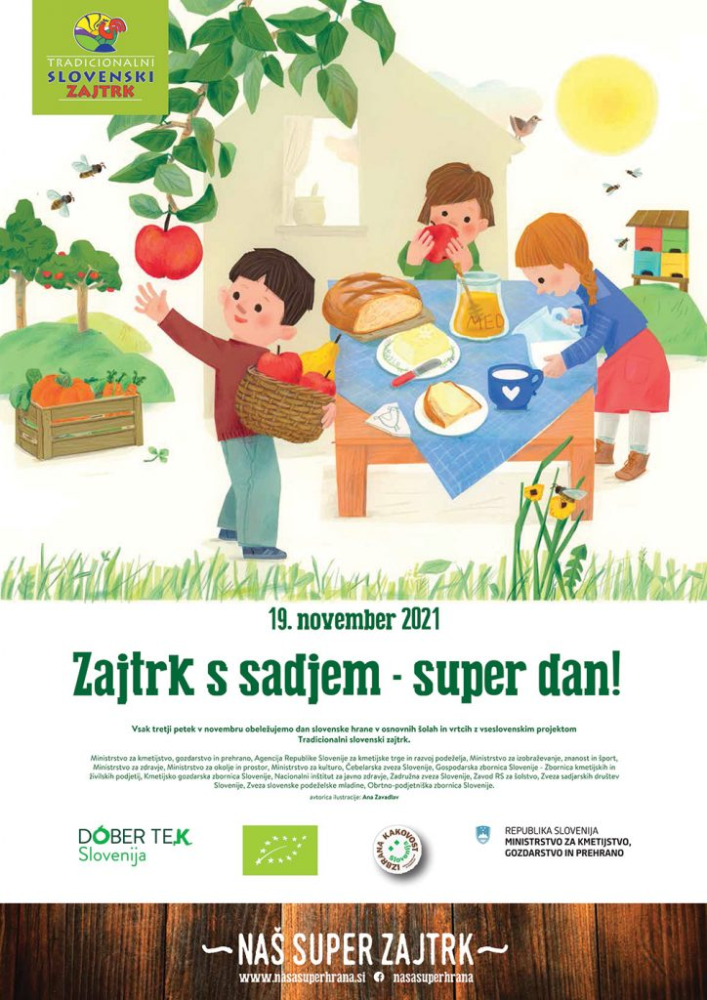 TRADICIONALNI
SLOVENSKI
ZAJTRK
MED
19. november 2021
Zajtrk s sadjem - super dan!
Vsak tretji petek v novembru obeležujemo dan slovenske hrane v osnovnih šolah in vrtcih z vseslovenskim projektom
Tradicionalni slovenski zajtrk.
Ministrstvo za kmetijstvo, gozdarstvo in prehrano, Agencija Republike Slovenije za kmetijske trge in razvoj podeželja, Ministrstvo za izobraževanje, znanost in šport,
Ministrstvo za zdravje, Ministrstvo za okolje in prostor, Ministrstvo za kulturo, Čebelarska zveza Slovenije, Gospodarska zbornica Slovenije - Zbornica kmetijskih in
živilskih podjetij, Kmetijsko gozdarska zbornica Slovenije, Nacionalni inštitut za javno zdravje, Zadružna zveza Slovenije, Zavod RS za šolstvo, Zveza sadjarskih društev
Slovenije, Zveza slovenske podeželske mladine, Obrtno-podjetniška zbornica Slovenije.
avtorica ilustracije: Ana Zavadlav
DOBER TEK
Slovenija
IZBRANA KAKOVOST
Slovenija
REPUBLIKA SLOVENIJA
MINISTRSTVO ZA KMETIJSTVO,
GOZDARSTVO IN PREHRANO
NAŠ SUPER ZAJTRK
www.nasasuperhrana.si nasasuperhrana